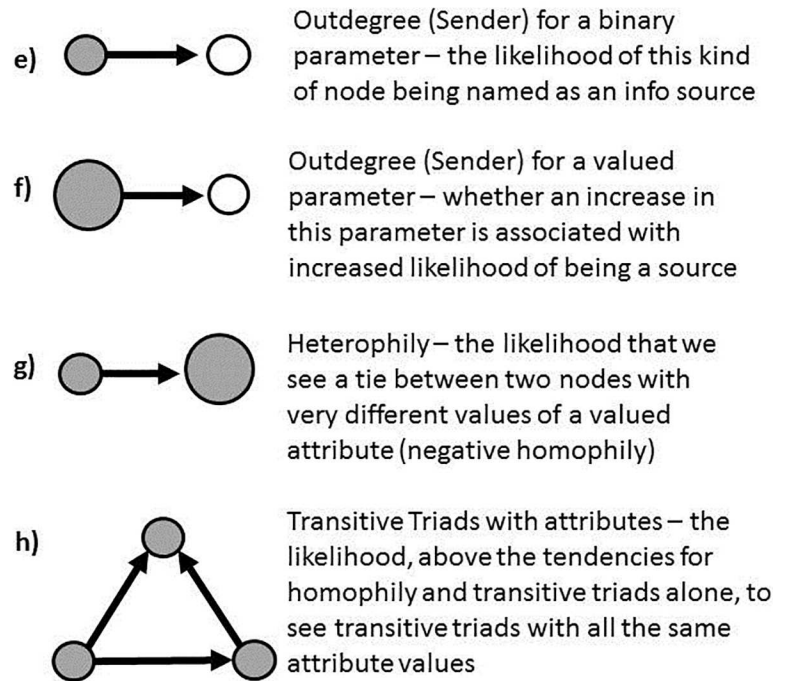 e)
Outdegree (Sender) for a binary
parameter – the likelihood of this kind
of node being named as an info source
f)
Outdegree (Sender) for a valued
parameter – whether an increase in
this parameter is associated with
increased likelihood of being a source
g)
Heterophily – the likelihood that we
see a tie between two nodes with
very different values of a valued
attribute (negative homophily)
h)
Transitive Triads with attributes – the
likelihood, above the tendencies for
homophily and transitive triads alone, to
see transitive triads with all the same
attribute values